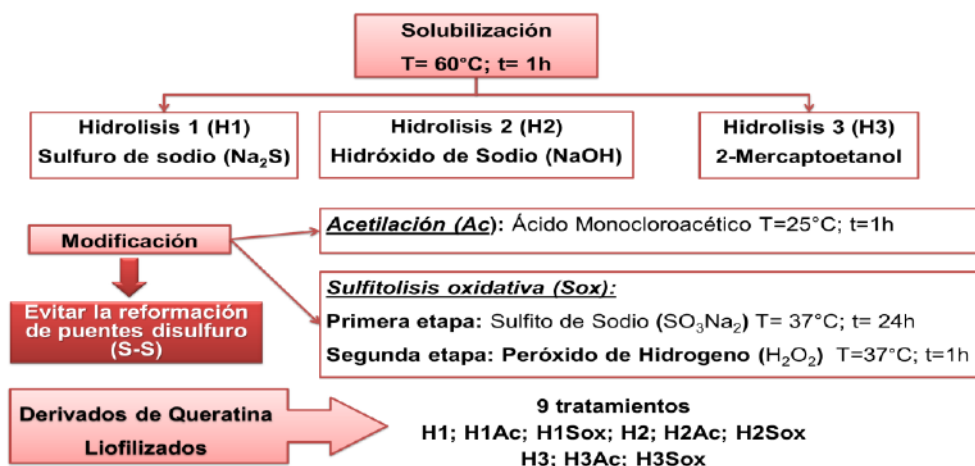 Solubilización
T= 60°C; t= 1h
Hidrolisis 1 (H1)
Sulfuro de sodio (Na₂S)
Hidrólisis 2 (H2)
Hidróxido de Sodio (NaOH)
Hidrolisis 3 (H3)
2-Mercaptoetanol
Modificación
Evitar la reformación
de puentes disulfuro
(S-S)
Acetilación (Ac): Ácido Monocloroacético T=25°C; t=1h
Sulfitolisis oxidativa (Sox):
Primera etapa: Sulfito de Sodio (SO₃Na₂) T= 37°C; t= 24h
Segunda etapa: Peróxido de Hidrogeno (H₂O₂) T=37°C; t=1h
Derivados de Queratina
Liofilizados
9 tratamientos
H1; H1Ac; H1Sox; H2; H2Ac; H2Sox
H3; H3Ac; H3Sox